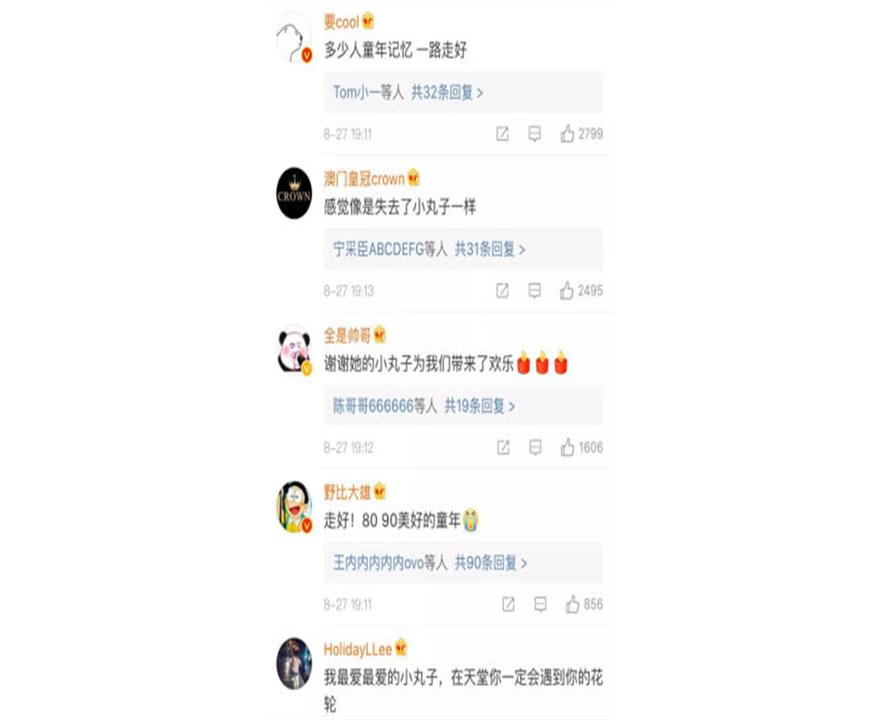 要cool
多少人童年记忆 一路走好
Tom小一等人 共32条回复 >
8-27 19:11
2799
澳门皇冠crown
CROWN
感觉像是失去了小丸子一样
宁采臣ABCDEFG等人 共31条回复 >
8-27 19:13
2495
全是帅哥
谢谢她的小丸子为我们带来了欢乐
陈哥哥666666等人 共19条回复 >
8-27 19:12
1606
野比大雄
走好！80 90美好的童年
王内内内内内ovo等人 共90条回复 >
8-27 19:11
856
HolidayLLee
我最爱最爱的小丸子，在天堂你一定会遇到你的花
轮